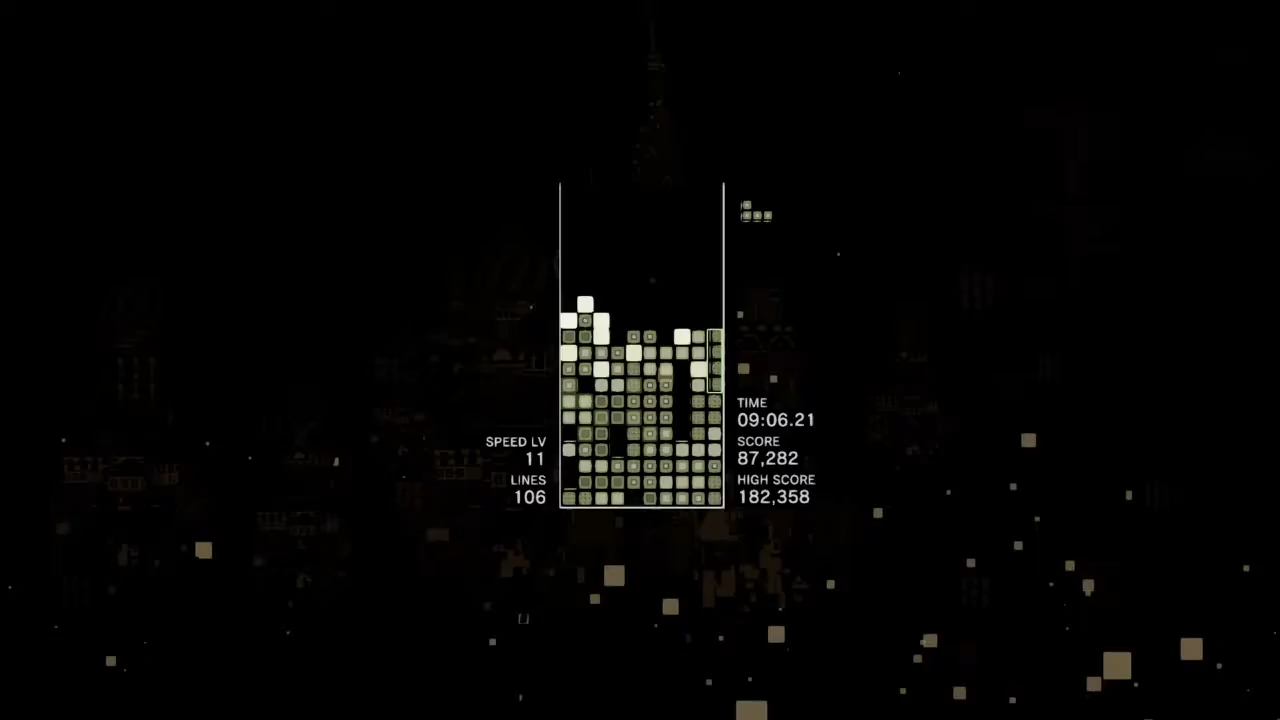 SPEED LV
11
LINES
106
TIME
09:06.21
SCORE
87,282
HIGH SCORE
182,358